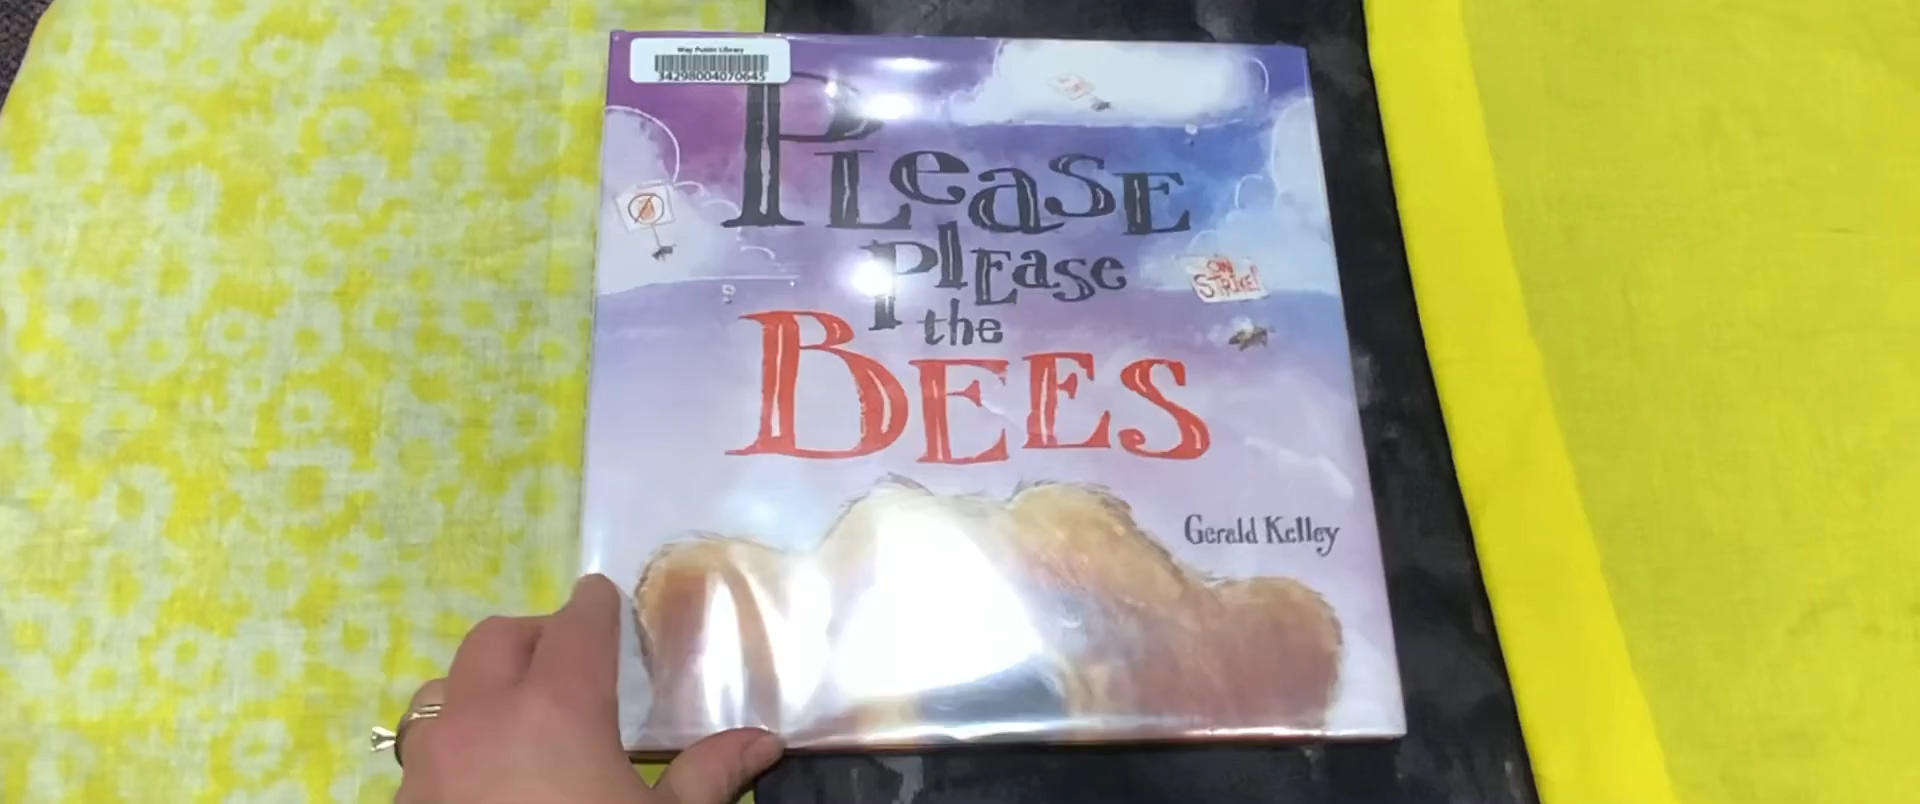 Way Public Library
34298004070645
PLease
please
the
BEES
ON
STRIKE!
Gerald Kelley